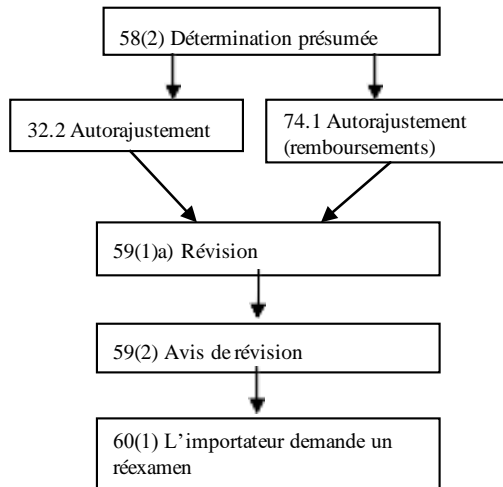 58(2) Détermination présumée
32.2 Autorajustement
74.1 Autorajustement
(remboursements)
59(1)a) Révision
59(2) Avis de révision
60(1) L'importateur demande un
réexamen